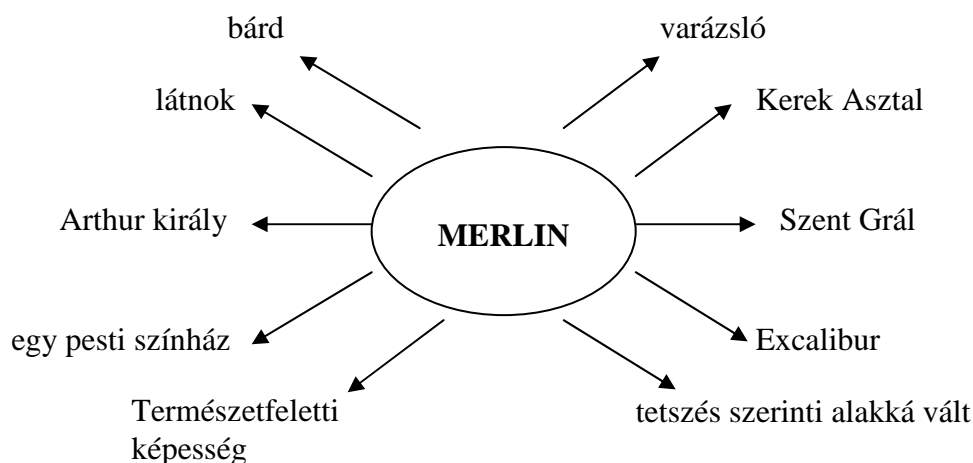 bárd
varázsló
látnok
Kerek Asztal
Arthur király
MERLIN
Szent Grál
egy pesti színház
Excalibur
Természetfeletti
képesség
tetszés szerinti alakká vált